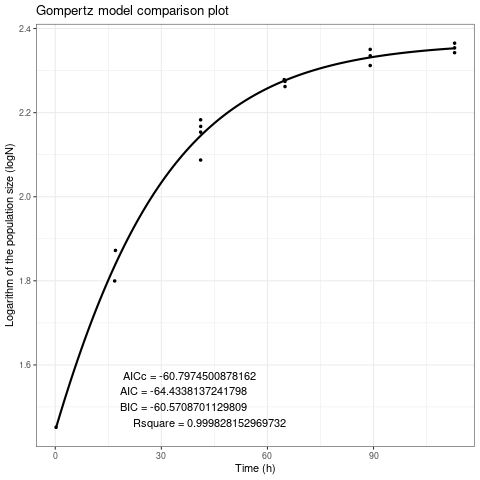 Gompertz model comparison plot
Logarithm of the population size (logN)
2.4
2.2
2.0
1.8
1.6
AICc = -60.7974500878162
AIC = -64.4338137241798
BIC = -60.5708701129809
Rsquare = 0.999828152969732
0 30 60 90
Time (h)